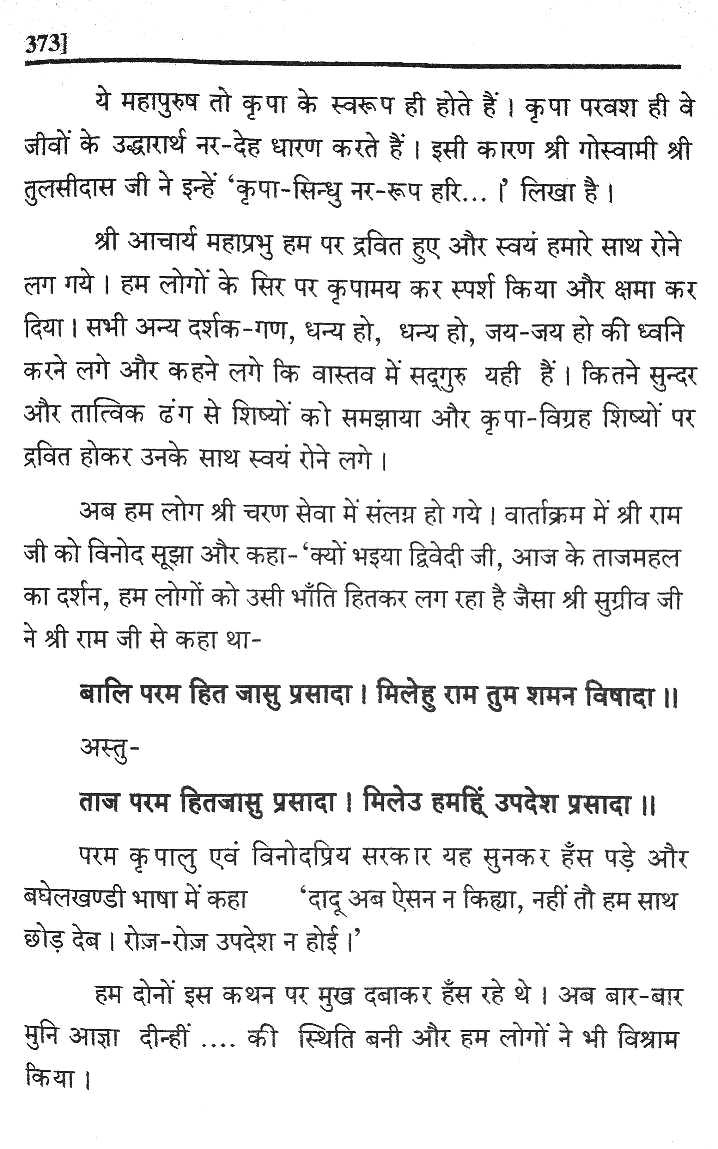 373]
ये महापुरुष तो कृपा के स्वरूप ही होते हैं । कृपा परवश ही वे
जीवों के उद्धारार्थ नर-देह धारण करते हैं । इसी कारण श्री गोस्वामी श्री
तुलसीदास जी ने इन्हें ‘कृपा-सिन्धु नर-रूप हरि... ।’ लिखा है ।
श्री आचार्य महाप्रभु हम पर द्रवित हुए और स्वयं हमारे साथ रोने
लग गये । हम लोगों के सिर पर कृपामय कर स्पर्श किया और क्षमा कर
दिया । सभी अन्य दर्शक-गण, धन्य हो, धन्य हो, जय-जय हो की ध्वनि
करने लगे और कहने लगे कि वास्तव में सद्‌गुरु यही हैं । कितने सुन्दर
और तात्विक ढंग से शिष्यों को समझाया और कृपा-विग्रह शिष्यों पर
द्रवित होकर उनके साथ स्वयं रोने लगे ।
अब हम लोग श्री चरण सेवा में संलग्न हो गये । वार्ताक्रम में श्री राम
जी को विनोद सूझा और कहा-‘क्यों भइया द्विवेदी जी, आज के ताजमहल
का दर्शन, हम लोगों को उसी भाँति हितकर लग रहा है जैसा श्री सुग्रीव जी
ने श्री राम जी से कहा था-
बालि परम हित जासु प्रसादा । मिलेहु राम तुम शमन विषादा ॥
अस्तु-
ताज परम हितजासु प्रसादा । मिलेउ हमहिं उपदेश प्रसादा ॥
परम कृपालु एवं विनोदप्रिय सरकार यह सुनकर हँस पड़े और
बघेलखण्डी भाषा में कहा ‘दादू अब ऐसन न किह्या, नहीं तौ हम साथ
छोड़ देब । रोज़-रोज़ उपदेश न होई ।’
हम दोनों इस कथन पर मुख दबाकर हँस रहे थे । अब बार-बार
मुनि आज्ञा दीन्हीं .... की स्थिति बनी और हम लोगों ने भी विश्राम
किया ।